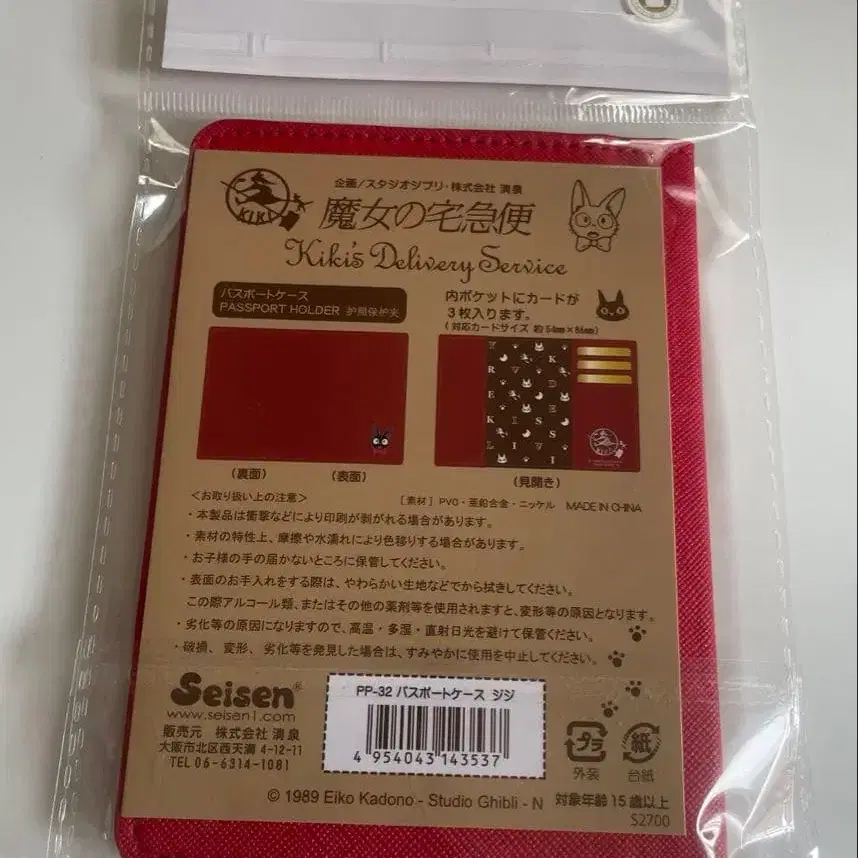 企画/スタジオジブリ・株式会社 清泉
KIKI
魔女の宅急便
Kiki's Delivery Service
パスポートケース
PASSPORT HOLDER 护照保护夹
内ポケットにカードが
3枚入ります。
(対応カードサイズ 約54mm×86mm)
(裏面)
(表面)
(見開き)
<お取り扱い上の注意>
[素材] PVC・亜鉛合金・ニッケル MADE IN CHINA
・本製品は衝撃などにより印刷が剥がれる場合があります。
・素材の特性上、摩擦や水濡れにより色移りする場合があります。
・お子様の手の届かないところに保管してください。
・表面のお手入れをする際は、やわらかい生地などでから拭きしてください。
この際アルコール類、またはその他の薬剤等を使用されますと、変形等の原因となります。
・劣化等の原因になりますので、高温・多湿・直射日光を避けて保管ください。
・破損、変形、劣化等を発見した場合は、すみやかに使用を中止してください。
Seisen®
www.seisen1.com
販売元 株式会社 清泉
大阪市北区西天満 4-12-11
TEL 06-6314-1081
PP-32 パスポートケース ジジ
4 954043 143537
プラ
外装
紙
台紙
© 1989 Eiko Kadono - Studio Ghibli - N
対象年齢 15歳以上
S2700